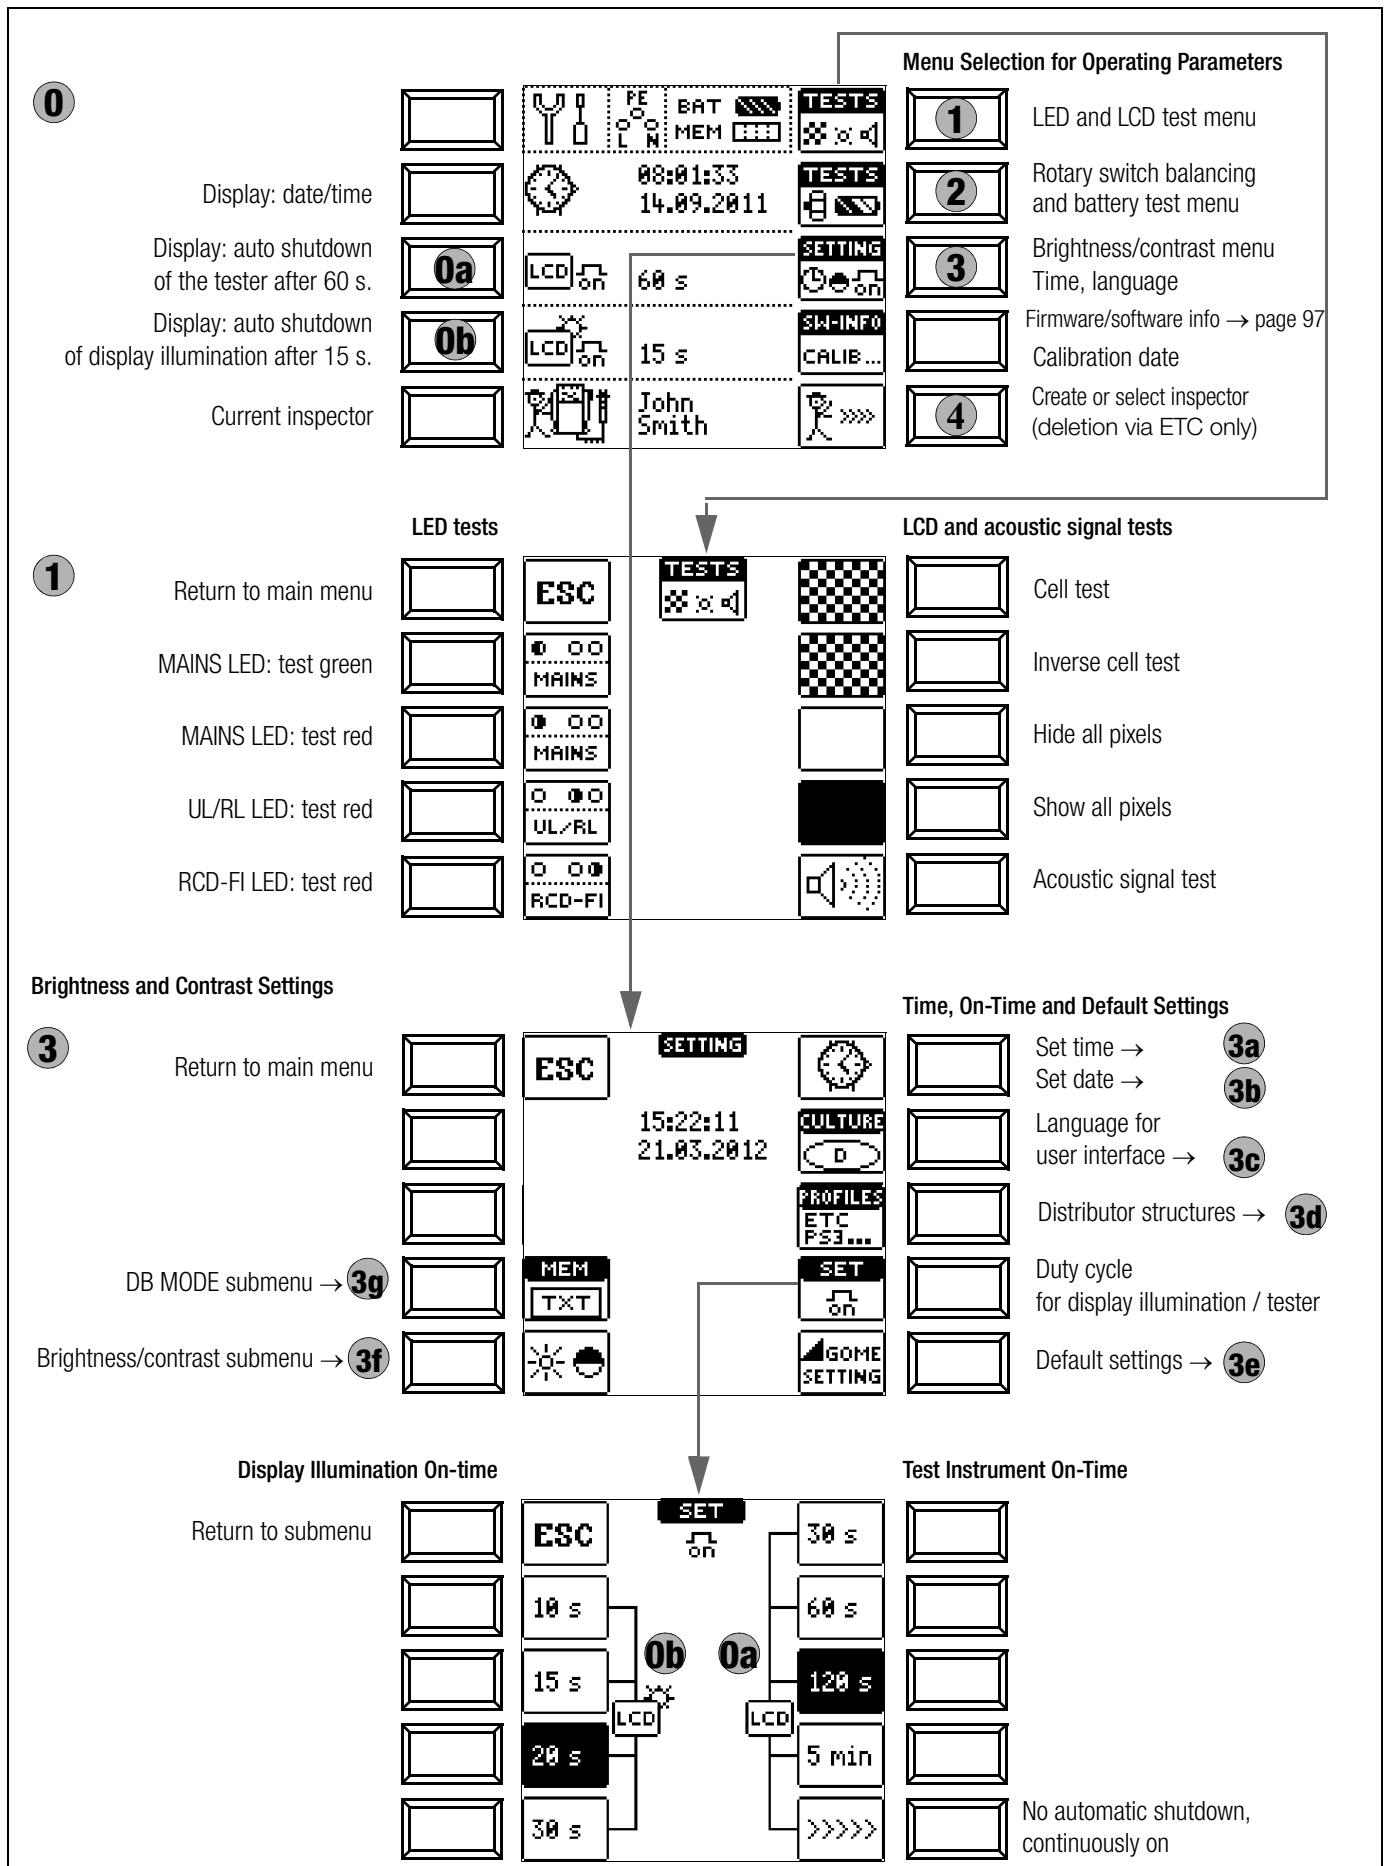 Menu Selection for Operating Parameters
0
PE
L N
BAT
MEM
TESTS
1
LED and LCD test menu
Display: date/time
08:01:33
14.09.2011
TESTS
2
Rotary switch balancing
and battery test menu
Display: auto shutdown
of the tester after 60 s.
0a
LCD
on
60 s
SETTING
on
3
Brightness/contrast menu
Time, language
Display: auto shutdown
of display illumination after 15 s.
0b
LCD
on
15 s
SW-INFO
CALIB...
Firmware/software info → page 97
Calibration date
Current inspector
John
Smith
>>>>
4
Create or select inspector
(deletion via ETC only)
LED tests
LCD and acoustic signal tests
1
Return to main menu
ESC
TESTS
Cell test
MAINS LED: test green
MAINS
Inverse cell test
MAINS LED: test red
MAINS
Hide all pixels
UL/RL LED: test red
UL/RL
Show all pixels
RCD-FI LED: test red
RCD-FI
Acoustic signal test
Brightness and Contrast Settings
Time, On-Time and Default Settings
3
Return to main menu
ESC
SETTING
Set time → 3a
Set date → 3b
15:22:11
21.03.2012
CULTURE
D
Language for
user interface → 3c
PROFILES
ETC
PS3...
Distributor structures → 3d
DB MODE submenu → 3g
MEM
TXT
SET
on
Duty cycle
for display illumination / tester
Brightness/contrast submenu → 3f
GOME
SETTING
Default settings → 3e
Display Illumination On-time
Test Instrument On-Time
Return to submenu
ESC
SET
on
30 s
10 s
60 s
0b
0a
15 s
120 s
LCD
LCD
20 s
5 min
30 s
>>>>>
No automatic shutdown,
continuously on